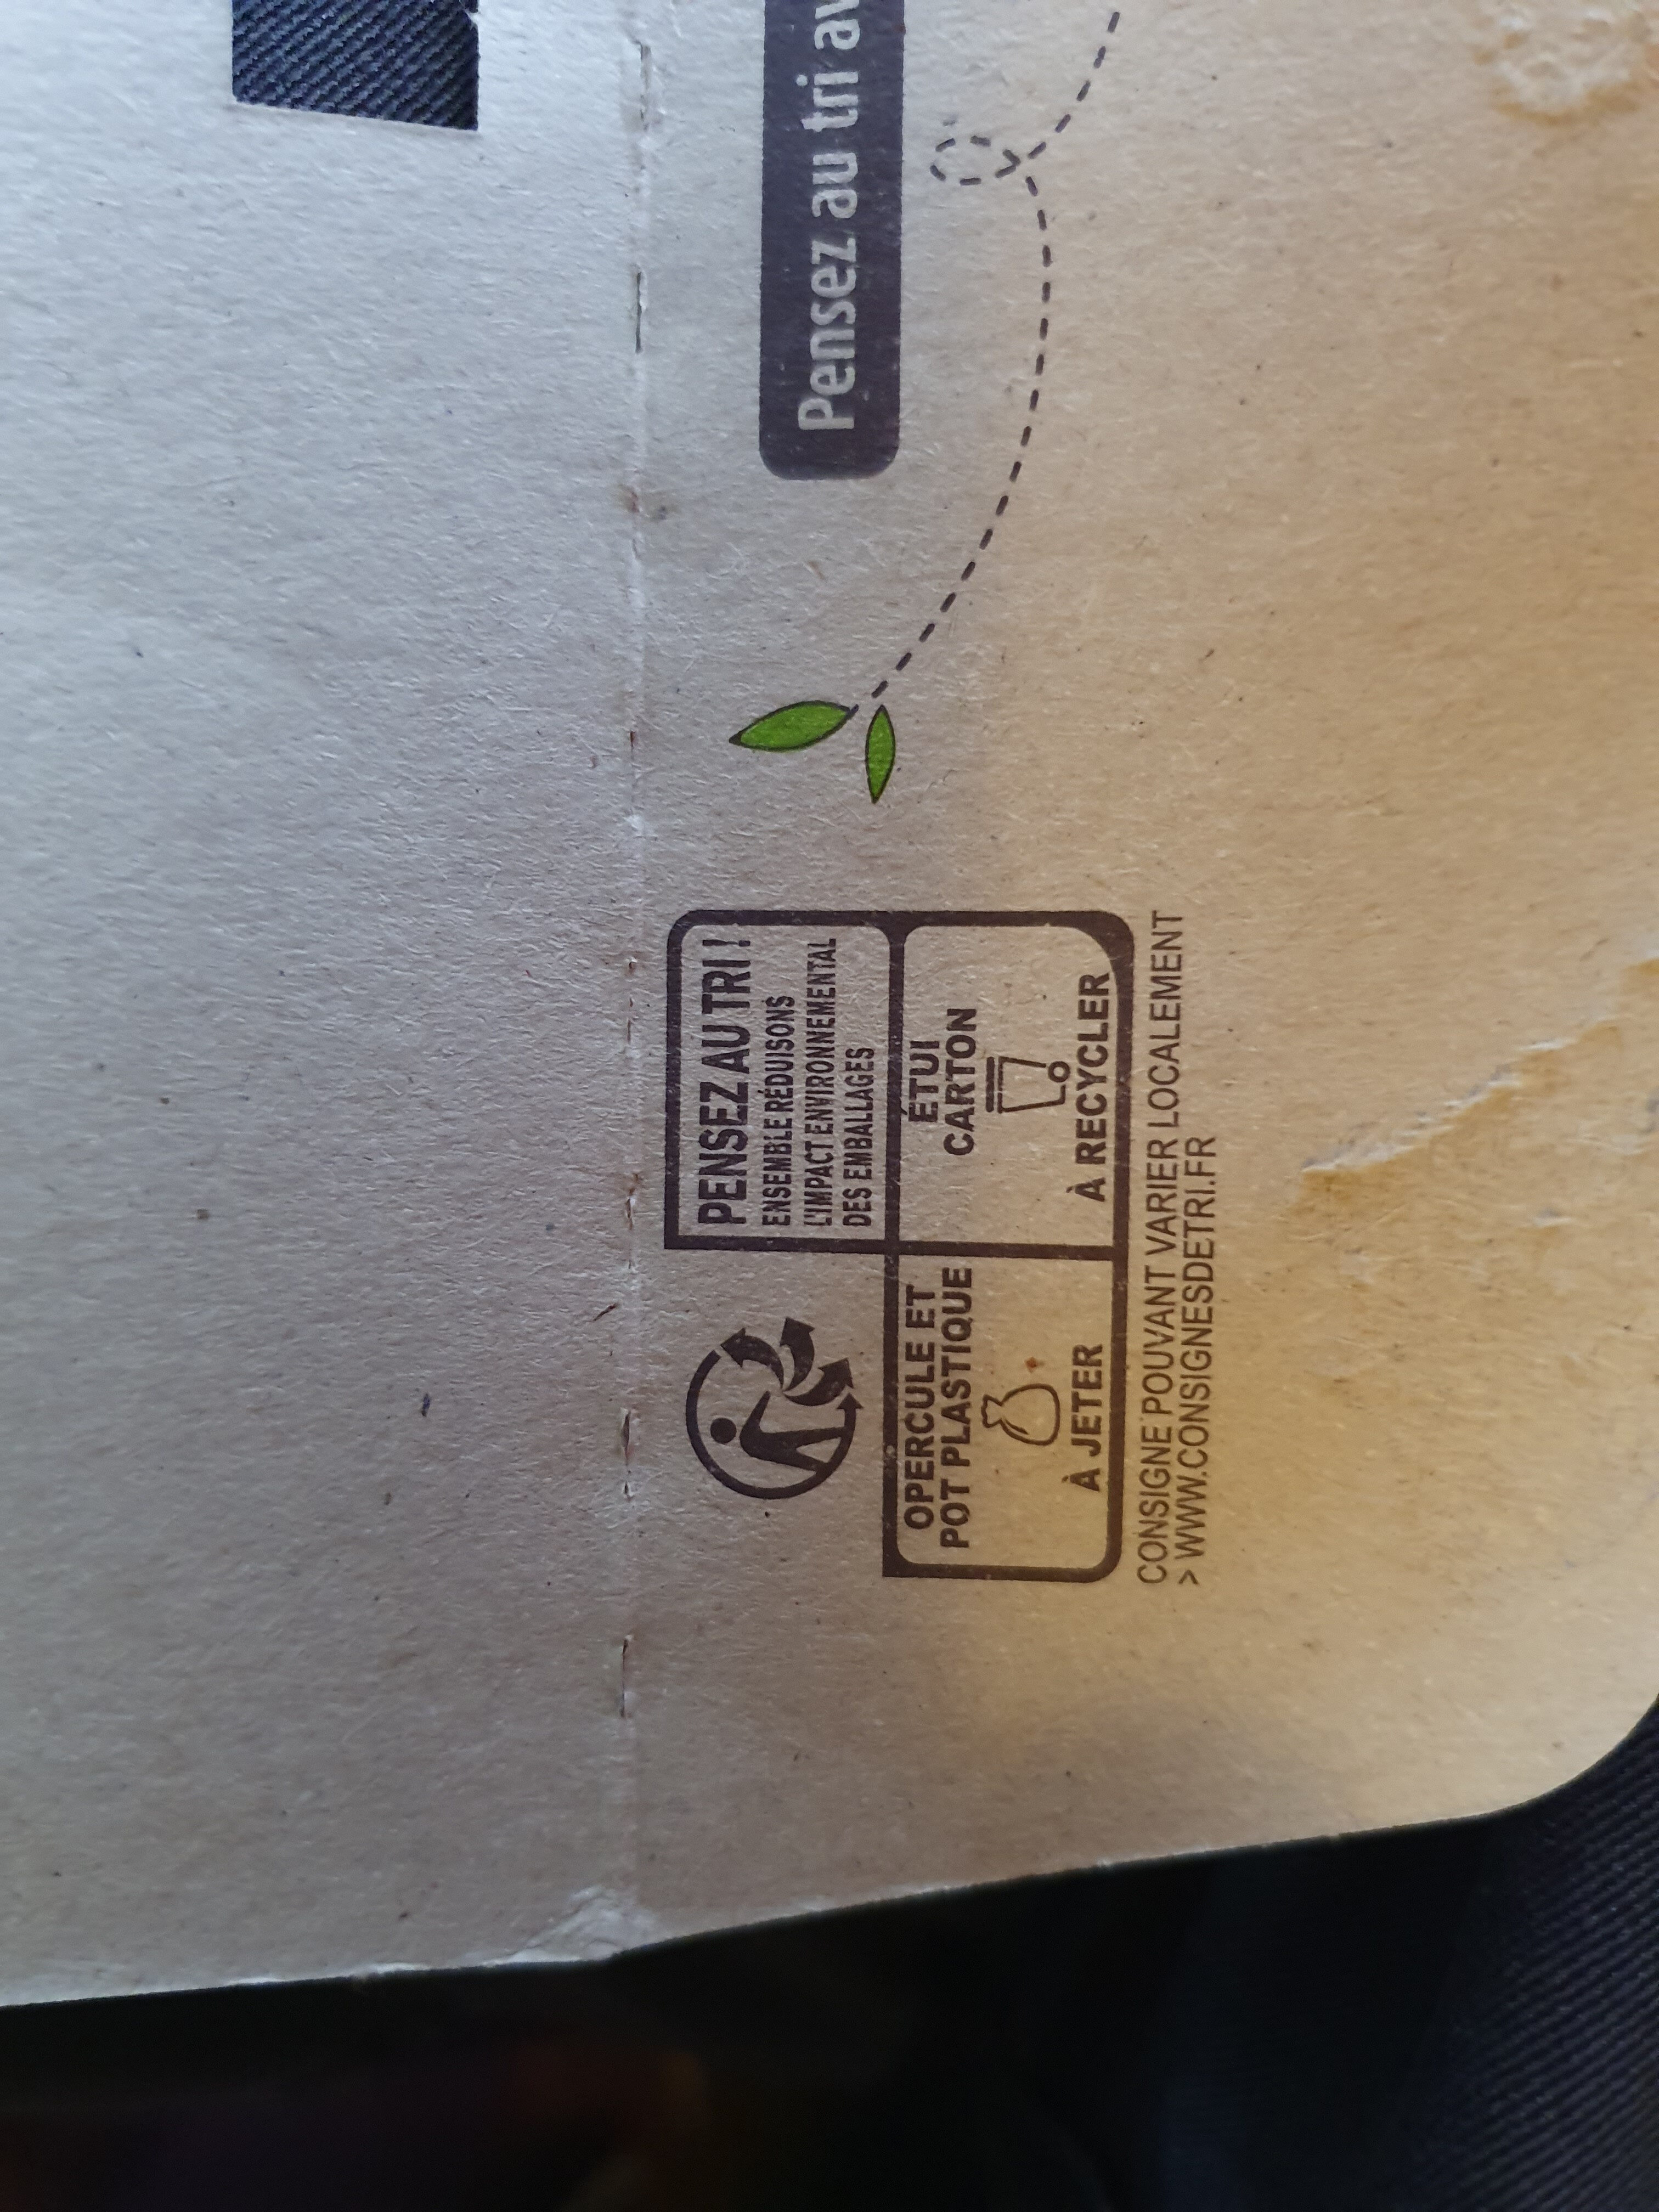 Pensez au tri
PENSEZ AU TRI !
ENSEMBLE RÉDUISONS
L'IMPACT ENVIRONNEMENTAL
DES EMBALLAGES
OPERCULE ET
POT PLASTIQUE
À JETER
ÉTUI
CARTON
À RECYCLER
CONSIGNE POUVANT VARIER LOCALEMENT
> WWW.CONSIGNESDETRI.FR